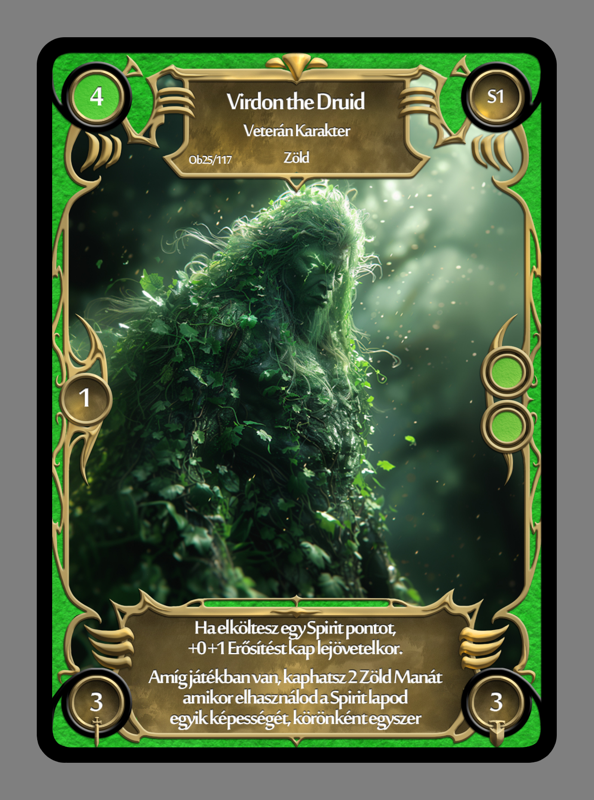 4
Virdon the Druid
S1
Veterán Karakter
Ob25/117
Zöld
1
Ha elköltesz egy Spirit pontot,
+0 +1 Erősítést kap lejövetelkor.
Amíg játékban van, kaphatsz 2 Zöld Manát
amikor elhasználod a Spirit lapod
egyik képességét, körönként egyszer
3
3